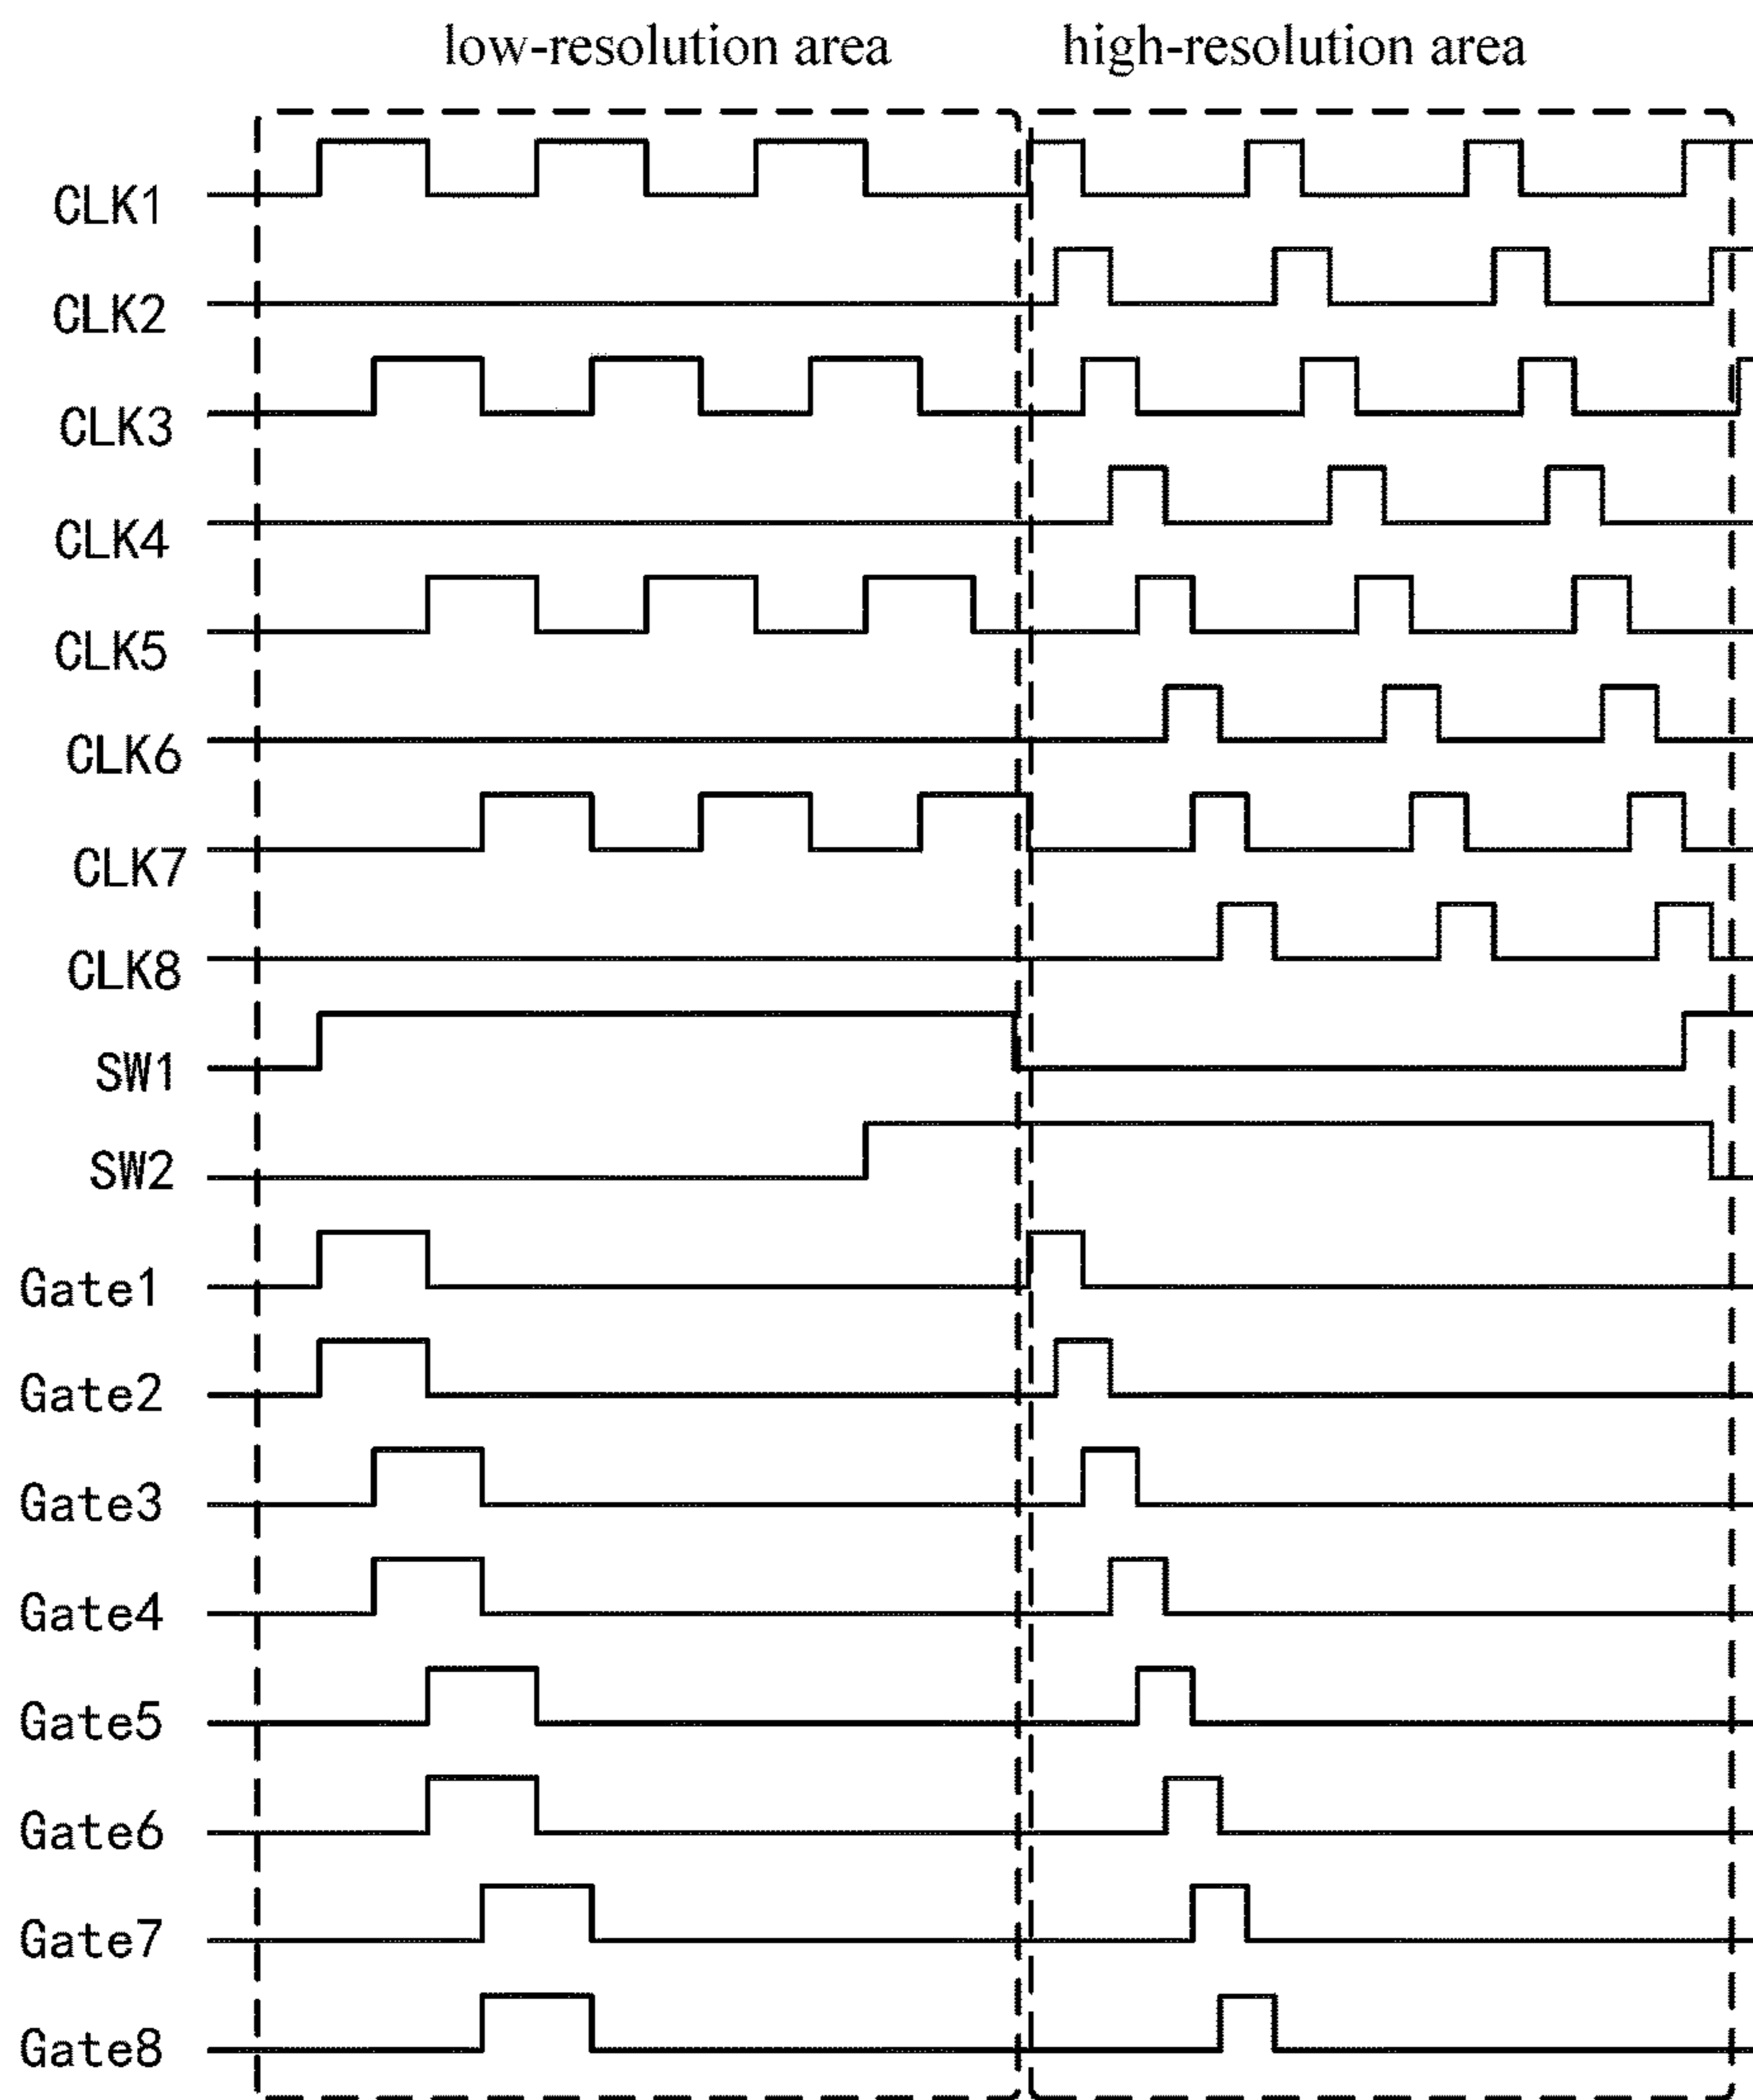 low-resolution area
high-resolution area
CLK1
CLK2
CLK3
CLK4
CLK5
CLK6
CLK7
CLK8
SW1
SW2
Gate1
Gate2
Gate3
Gate4
Gate5
Gate6
Gate7
Gate8